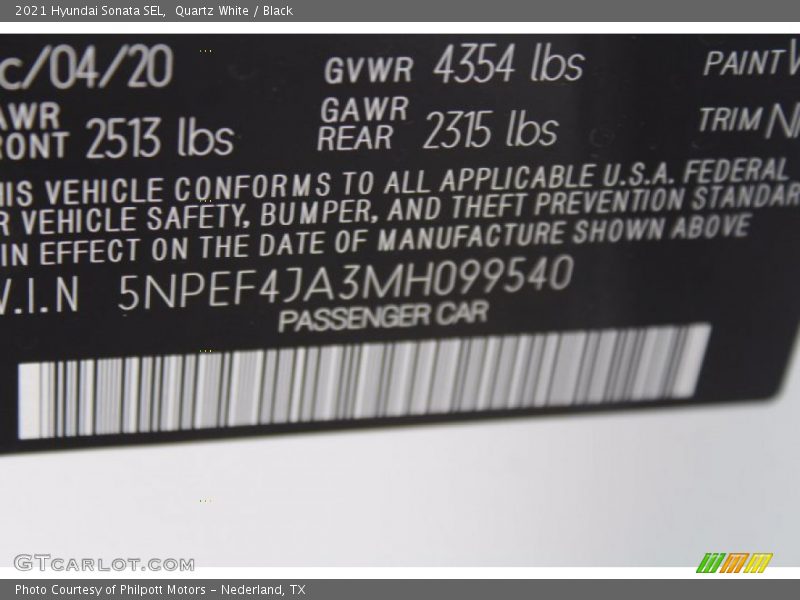 2021 Hyundai Sonata SEL,  Quartz White / Black
c/04/20
GVWR 4354 lbs
PAINT
AWR
RONT 2513 lbs
GAWR
REAR 2315 lbs
TRIM
HIS VEHICLE CONFORMS TO ALL APPLICABLE U.S.A. FEDERAL
R VEHICLE SAFETY, BUMPER, AND THEFT PREVENTION STANDAR
IN EFFECT ON THE DATE OF MANUFACTURE SHOWN ABOVE
V.I.N 5NPEF4JA3MH099540
PASSENGER CAR
GTCARLOT.COM
Photo Courtesy of Philpott Motors - Nederland, TX